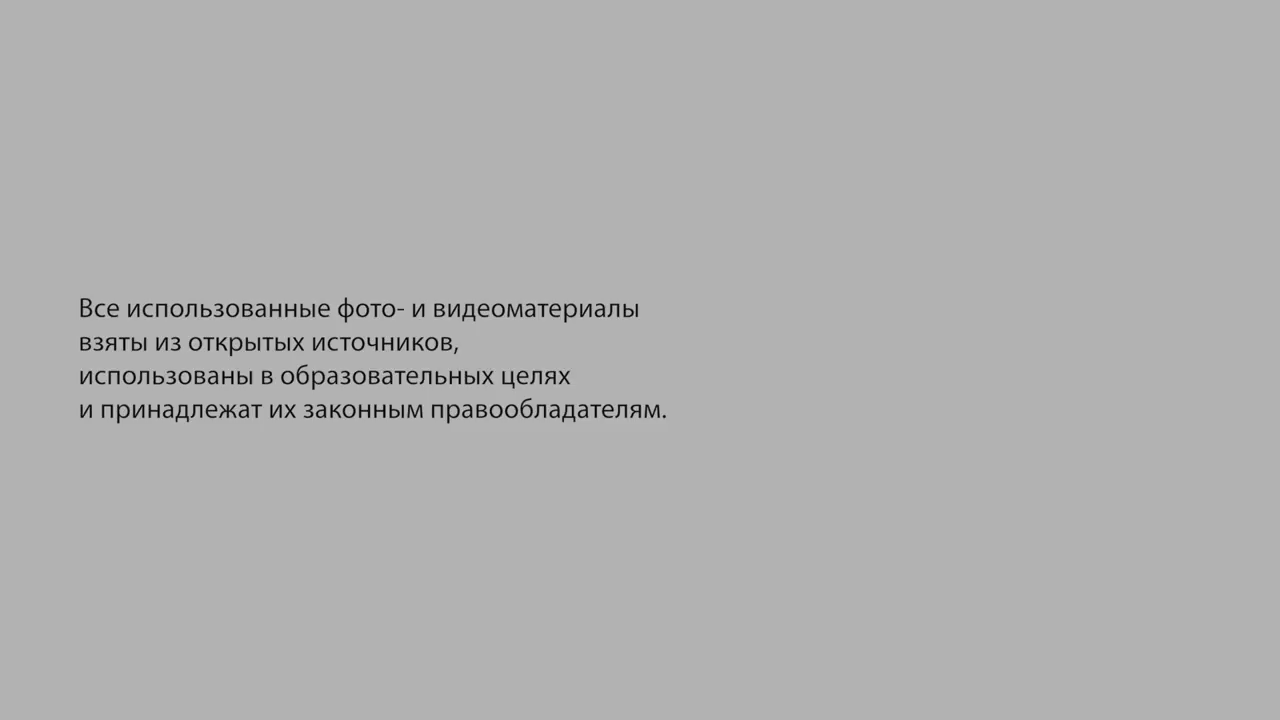 Все использованные фото- и видеоматериалы
взяты из открытых источников,
использованы в образовательных целях
и принадлежат их законным правообладателям.